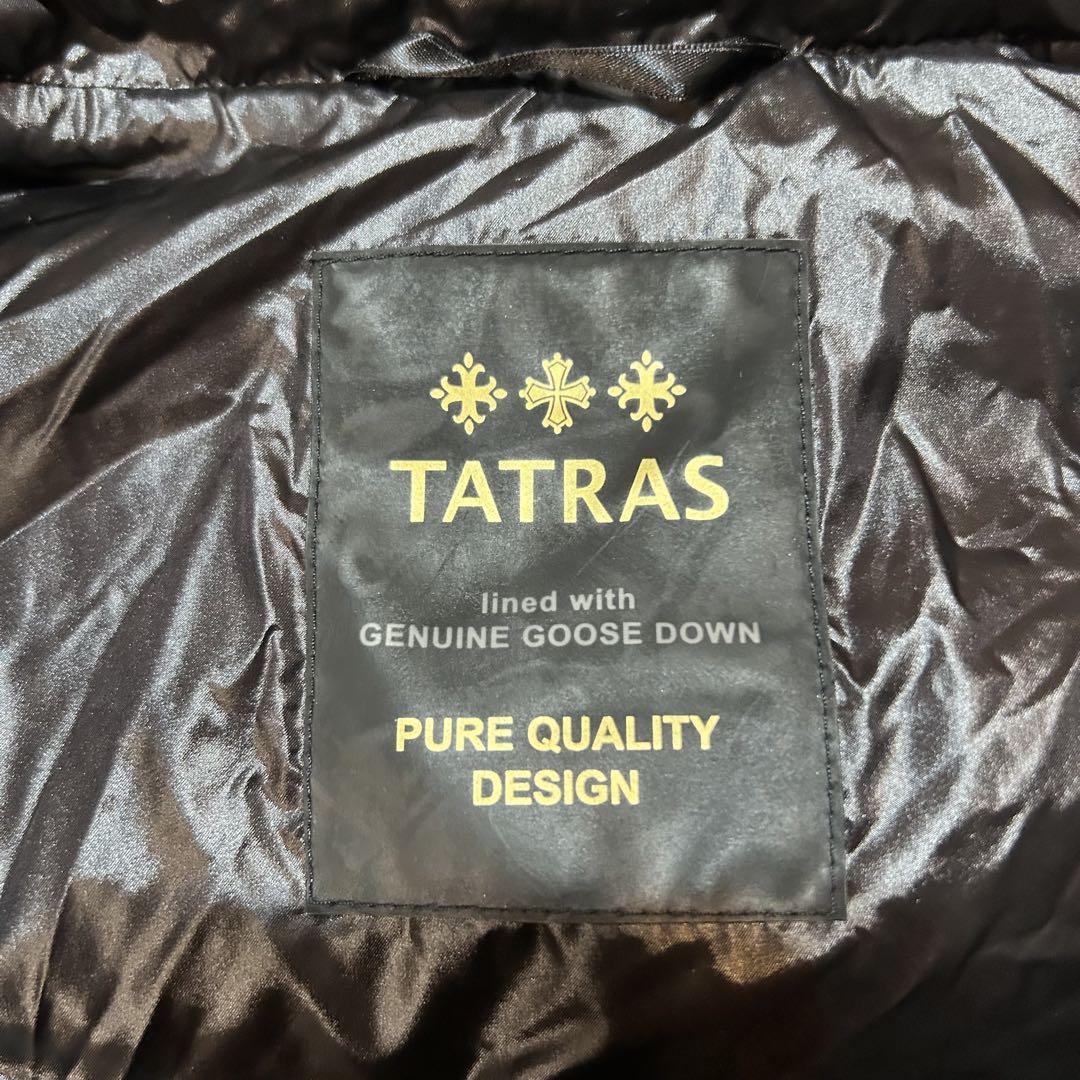 TATRAS
lined with
GENUINE GOOSE DOWN
PURE QUALITY
DESIGN